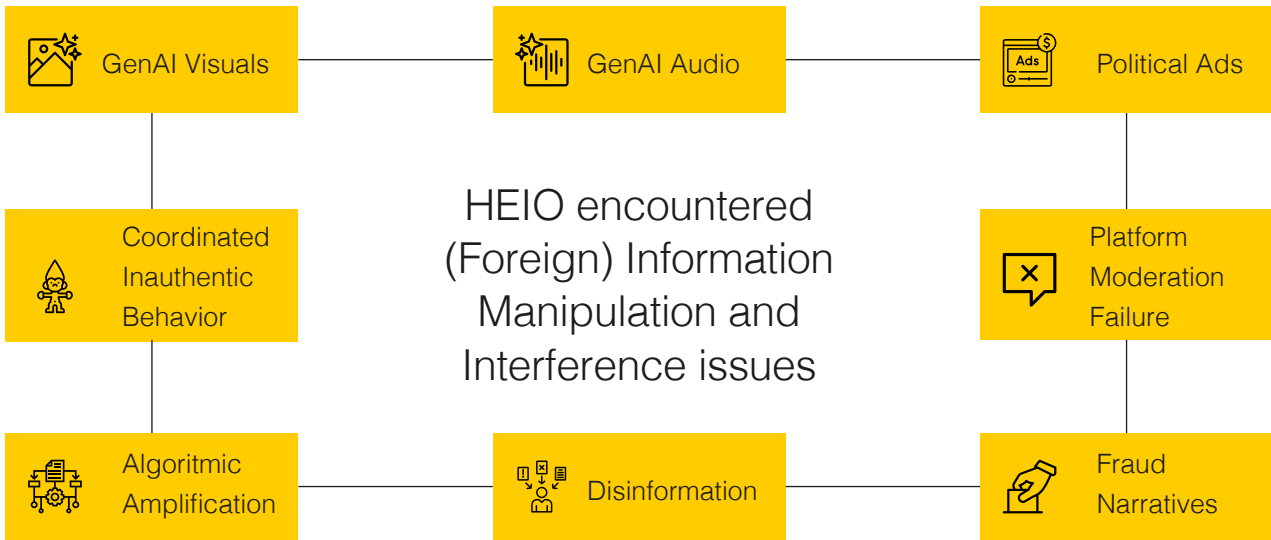 GenAI Visuals
GenAI Audio
Ads
$
Political Ads
Coordinated
Inauthentic
Behavior
HEIO encountered
(Foreign) Information
Manipulation and
Interference issues
Platform
Moderation
Failure
Algoritmic
Amplification
Disinformation
Fraud
Narratives